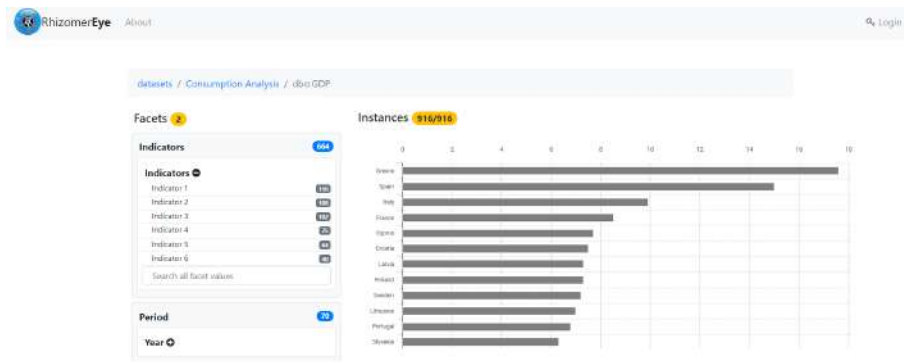 RhizomerEye About Login
datasets / Consumption Analysis / dbo:GDP
Facets 2
Instances 916/916
Indicators 664
Indicators
Indicator 1
Indicator 2
Indicator 3
Indicator 4
Indicator 5
Indicator 6
Search all facet values
Period 70
Year
0 2 4 6 8 10 12 14 16 18
Greece
Spain
Italy
France
Cyprus
Croatia
Latvia
Finland
Sweden
Lithuania
Portugal
Slovakia